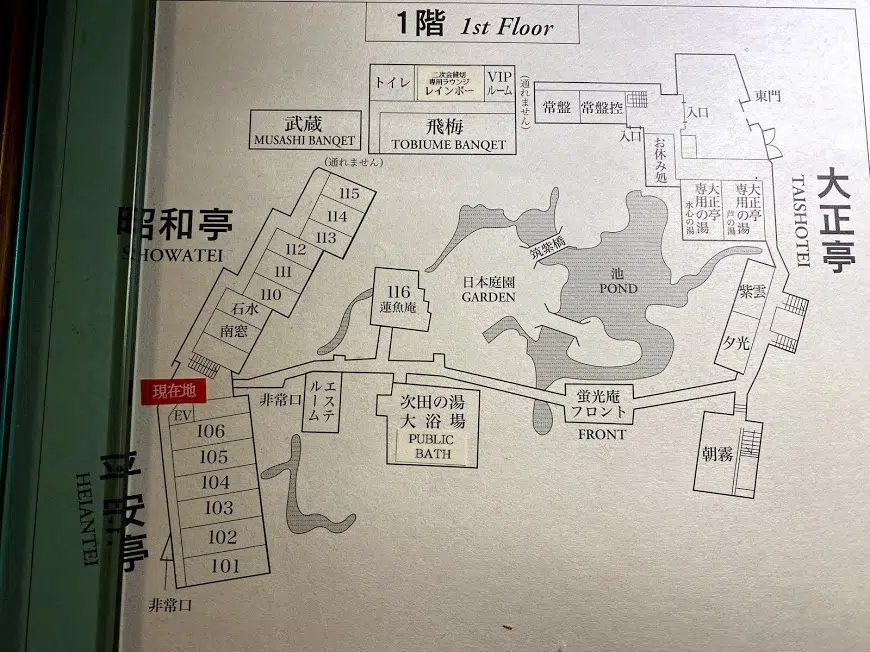 1階 1st Floor
トイレ
二次会貸切
専用ラウンジ
レインボー
VIP
ルーム
(通れません)
飛梅
TOBIUME BANQET
武蔵
MUSASHI BANQET
(通れません)
常盤
常盤控
入口
入口
東門
お休み処
大正亭
専用の湯
水心の湯
大正亭
専用の湯
芦の湯
大正亭
TAISHOTEI
昭和亭
SHOWATEI
115
114
113
112
111
110
石水
南窓
116
蓮魚庵
日本庭園
GARDEN
筑紫橋
池
POND
紫雲
夕光
現在地
EV
非常口
エステ
ルーム
次田の湯
大浴場
PUBLIC
BATH
蛍光庵
フロント
FRONT
朝霧
106
105
104
103
102
101
平安亭
HEIANTEI
非常口